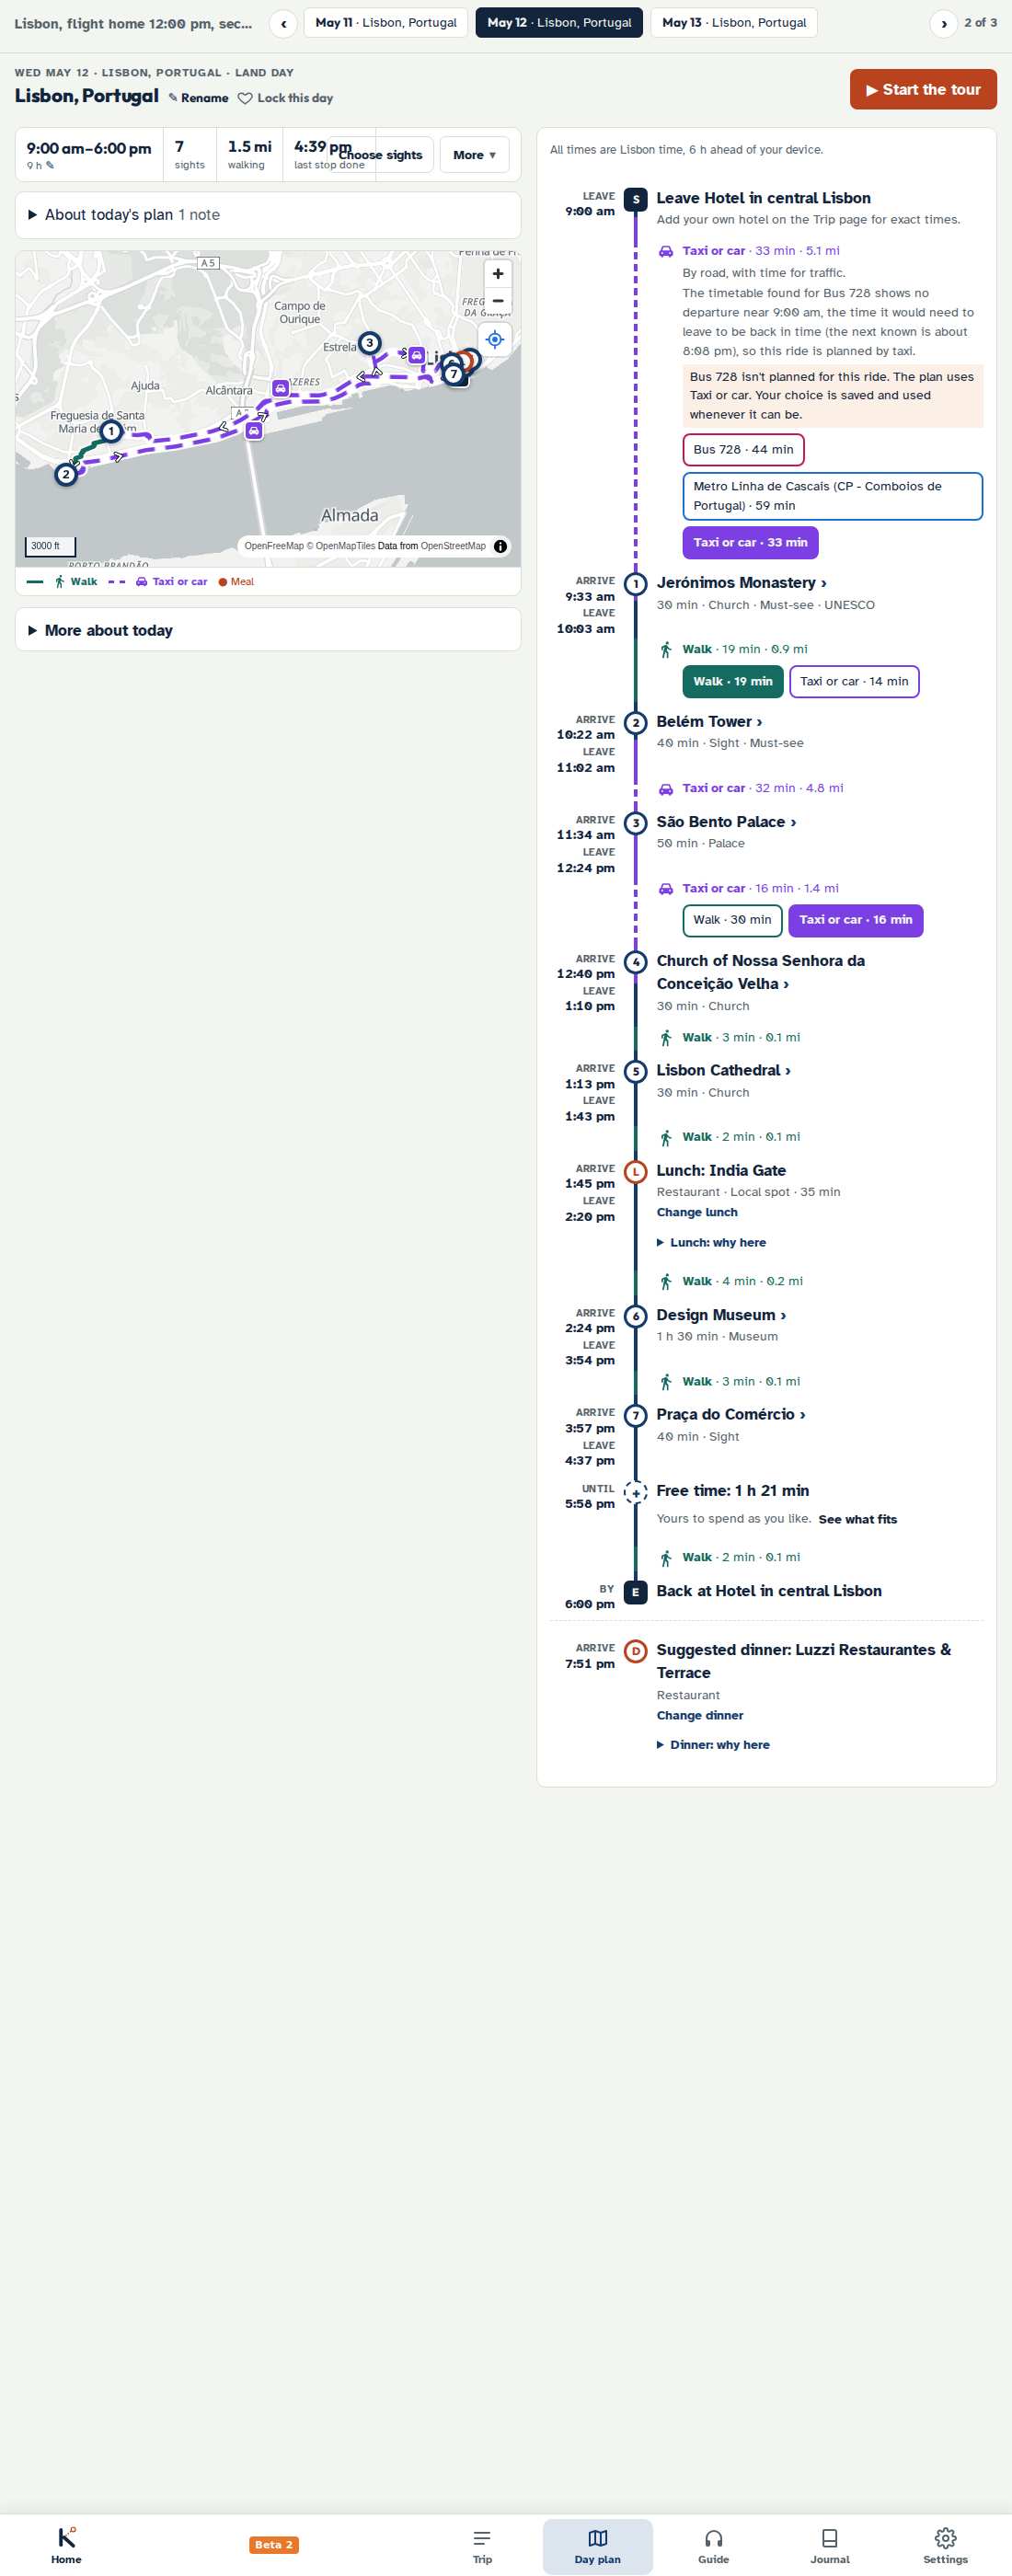 Lisbon, flight home 12:00 pm, sec...
‹
May 11 · Lisbon, Portugal
May 12 · Lisbon, Portugal
May 13 · Lisbon, Portugal
›
2 of 3
WED MAY 12 · LISBON, PORTUGAL · LAND DAY
Lisbon, Portugal
✎ Rename
Lock this day
▶ Start the tour
9:00 am–6:00 pm
9 h ✎
7
sights
1.5 mi
walking
4:39 pm
last stop done
Choose sights
More ▼
▶ About today's plan 1 note
A 5
Campo de
Ourique
Estrela
Ajuda
Alcântara
Freguesia de Santa
3
7
1
2
Almada
3000 ft
OpenFreeMap © OpenMapTiles Data from OpenStreetMap
Walk
Taxi or car
Meal
▶ More about today
All times are Lisbon time, 6 h ahead of your device.
LEAVE
9:00 am
S
Leave Hotel in central Lisbon
Add your own hotel on the Trip page for exact times.
Taxi or car · 33 min · 5.1 mi
By road, with time for traffic.
The timetable found for Bus 728 shows no
departure near 9:00 am, the time it would need to
leave to be back in time (the next known is about
8:08 pm), so this ride is planned by taxi.
Bus 728 isn't planned for this ride. The plan uses
Taxi or car. Your choice is saved and used
whenever it can be.
Bus 728 · 44 min
Metro Linha de Cascais (CP - Comboios de
Portugal) · 59 min
Taxi or car · 33 min
ARRIVE
9:33 am
LEAVE
10:03 am
1
Jerónimos Monastery ›
30 min · Church · Must-see · UNESCO
Walk · 19 min · 0.9 mi
Walk · 19 min
Taxi or car · 14 min
ARRIVE
10:22 am
LEAVE
11:02 am
2
Belém Tower ›
40 min · Sight · Must-see
Taxi or car · 32 min · 4.8 mi
ARRIVE
11:34 am
LEAVE
12:24 pm
3
São Bento Palace ›
50 min · Palace
Taxi or car · 16 min · 1.4 mi
Walk · 30 min
Taxi or car · 16 min
ARRIVE
12:40 pm
LEAVE
1:10 pm
4
Church of Nossa Senhora da
Conceição Velha ›
30 min · Church
Walk · 3 min · 0.1 mi
ARRIVE
1:13 pm
LEAVE
1:43 pm
5
Lisbon Cathedral ›
30 min · Church
Walk · 2 min · 0.1 mi
ARRIVE
1:45 pm
LEAVE
2:20 pm
L
Lunch: India Gate
Restaurant · Local spot · 35 min
Change lunch
▶ Lunch: why here
Walk · 4 min · 0.2 mi
ARRIVE
2:24 pm
LEAVE
3:54 pm
6
Design Museum ›
1 h 30 min · Museum
Walk · 3 min · 0.1 mi
ARRIVE
3:57 pm
LEAVE
4:37 pm
7
Praça do Comércio ›
40 min · Sight
UNTIL
5:58 pm
+
Free time: 1 h 21 min
Yours to spend as you like. See what fits
Walk · 2 min · 0.1 mi
BY
6:00 pm
E
Back at Hotel in central Lisbon
ARRIVE
7:51 pm
D
Suggested dinner: Luzzi Restaurantes &
Terrace
Restaurant
Change dinner
▶ Dinner: why here
Home
Beta 2
Trip
Day plan
Guide
Journal
Settings